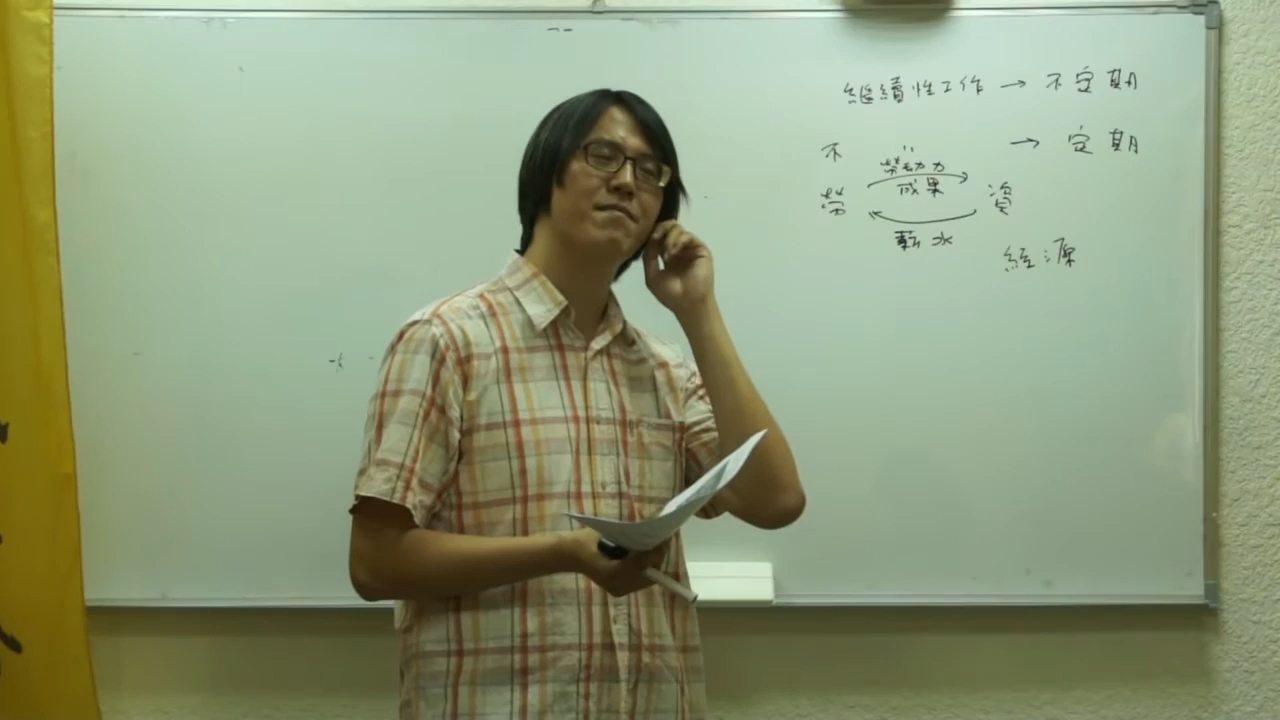 繼續性工作 → 不定期
不 → 定期
勞動力
成果
勞 資
薪水
經源